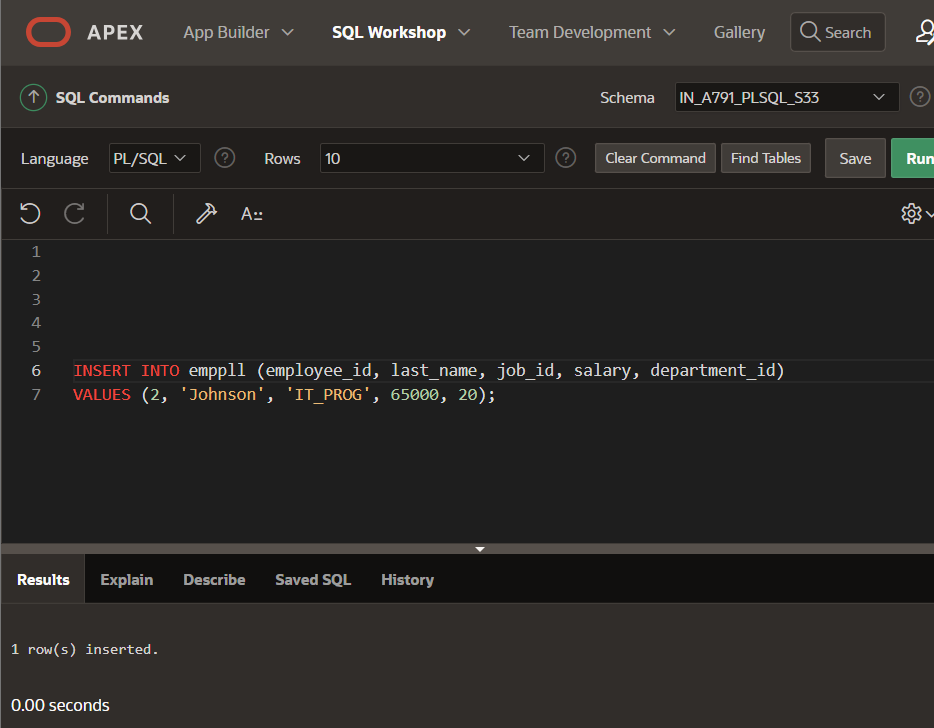 APEX App Builder SQL Workshop Team Development Gallery Search
SQL Commands Schema IN_A791_PLSQL_S33 ?
Language PL/SQL ? Rows 10 ? Clear Command Find Tables Save Run
A::
1
2
3
4
5
6 INSERT INTO emppll (employee_id, last_name, job_id, salary, department_id)
7 VALUES (2, 'Johnson', 'IT_PROG', 65000, 20);
Results Explain Describe Saved SQL History
1 row(s) inserted.
0.00 seconds